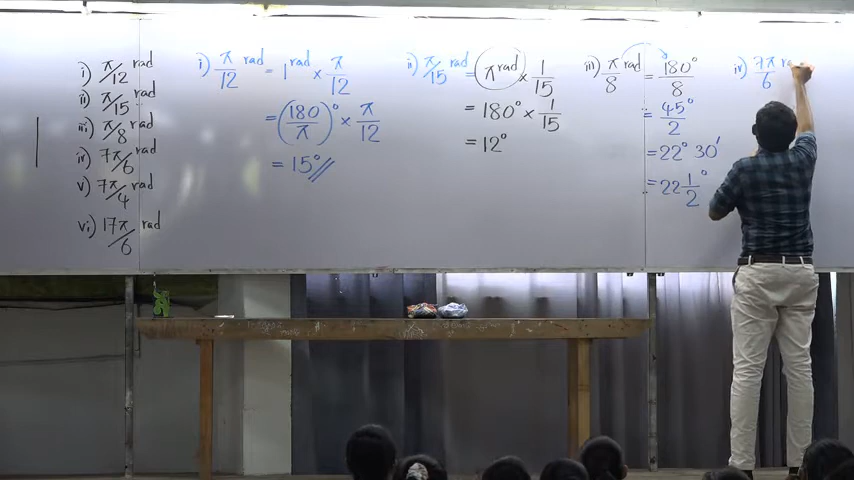 i) π/12 rad
ii) π/15 rad
iii) π/8 rad
iv) 7π/6 rad
v) 7π/4 rad
vi) 17π/6 rad
i) π/12 rad = 1 rad × π/12
= (180/π)° × π/12
= 15°
ii) π/15 rad = π rad × 1/15
= 180° × 1/15
= 12°
iii) π/8 rad = 180°/8
= 45°/2
= 22° 30'
= 22 1/2°
iv) 7π/6 ra